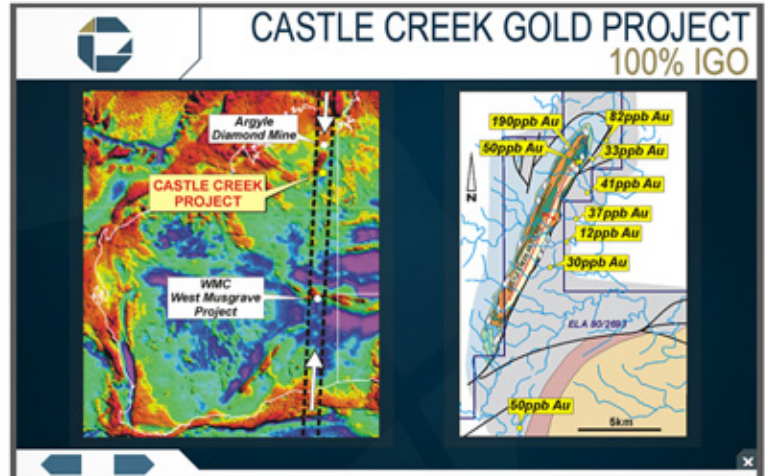 CASTLE CREEK GOLD PROJECT
100% IGO
Argyle
Diamond Mine
CASTLE CREEK
PROJECT
WMC
West Musgrave
Project
190ppb Au
82ppb Au
50ppb Au
33ppb Au
41ppb Au
N
37ppb Au
12ppb Au
30ppb Au
50ppb Au
5km